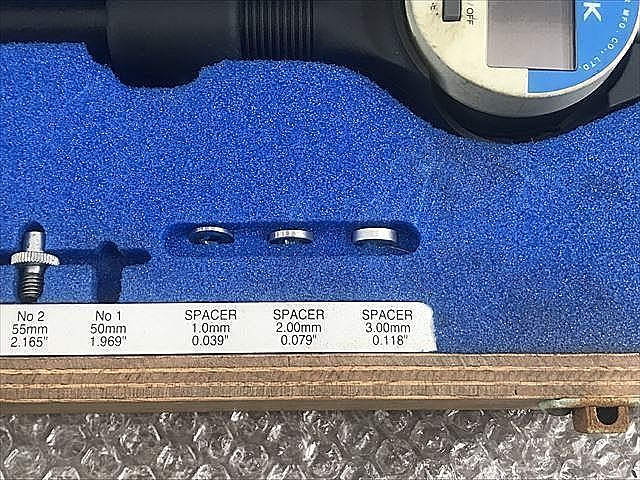 /OFF
K
MFG. CO., LTD.
No 2
55mm
2.165"
No 1
50mm
1.969"
SPACER
1.0mm
0.039"
SPACER
2.00mm
0.079"
SPACER
3.00mm
0.118"